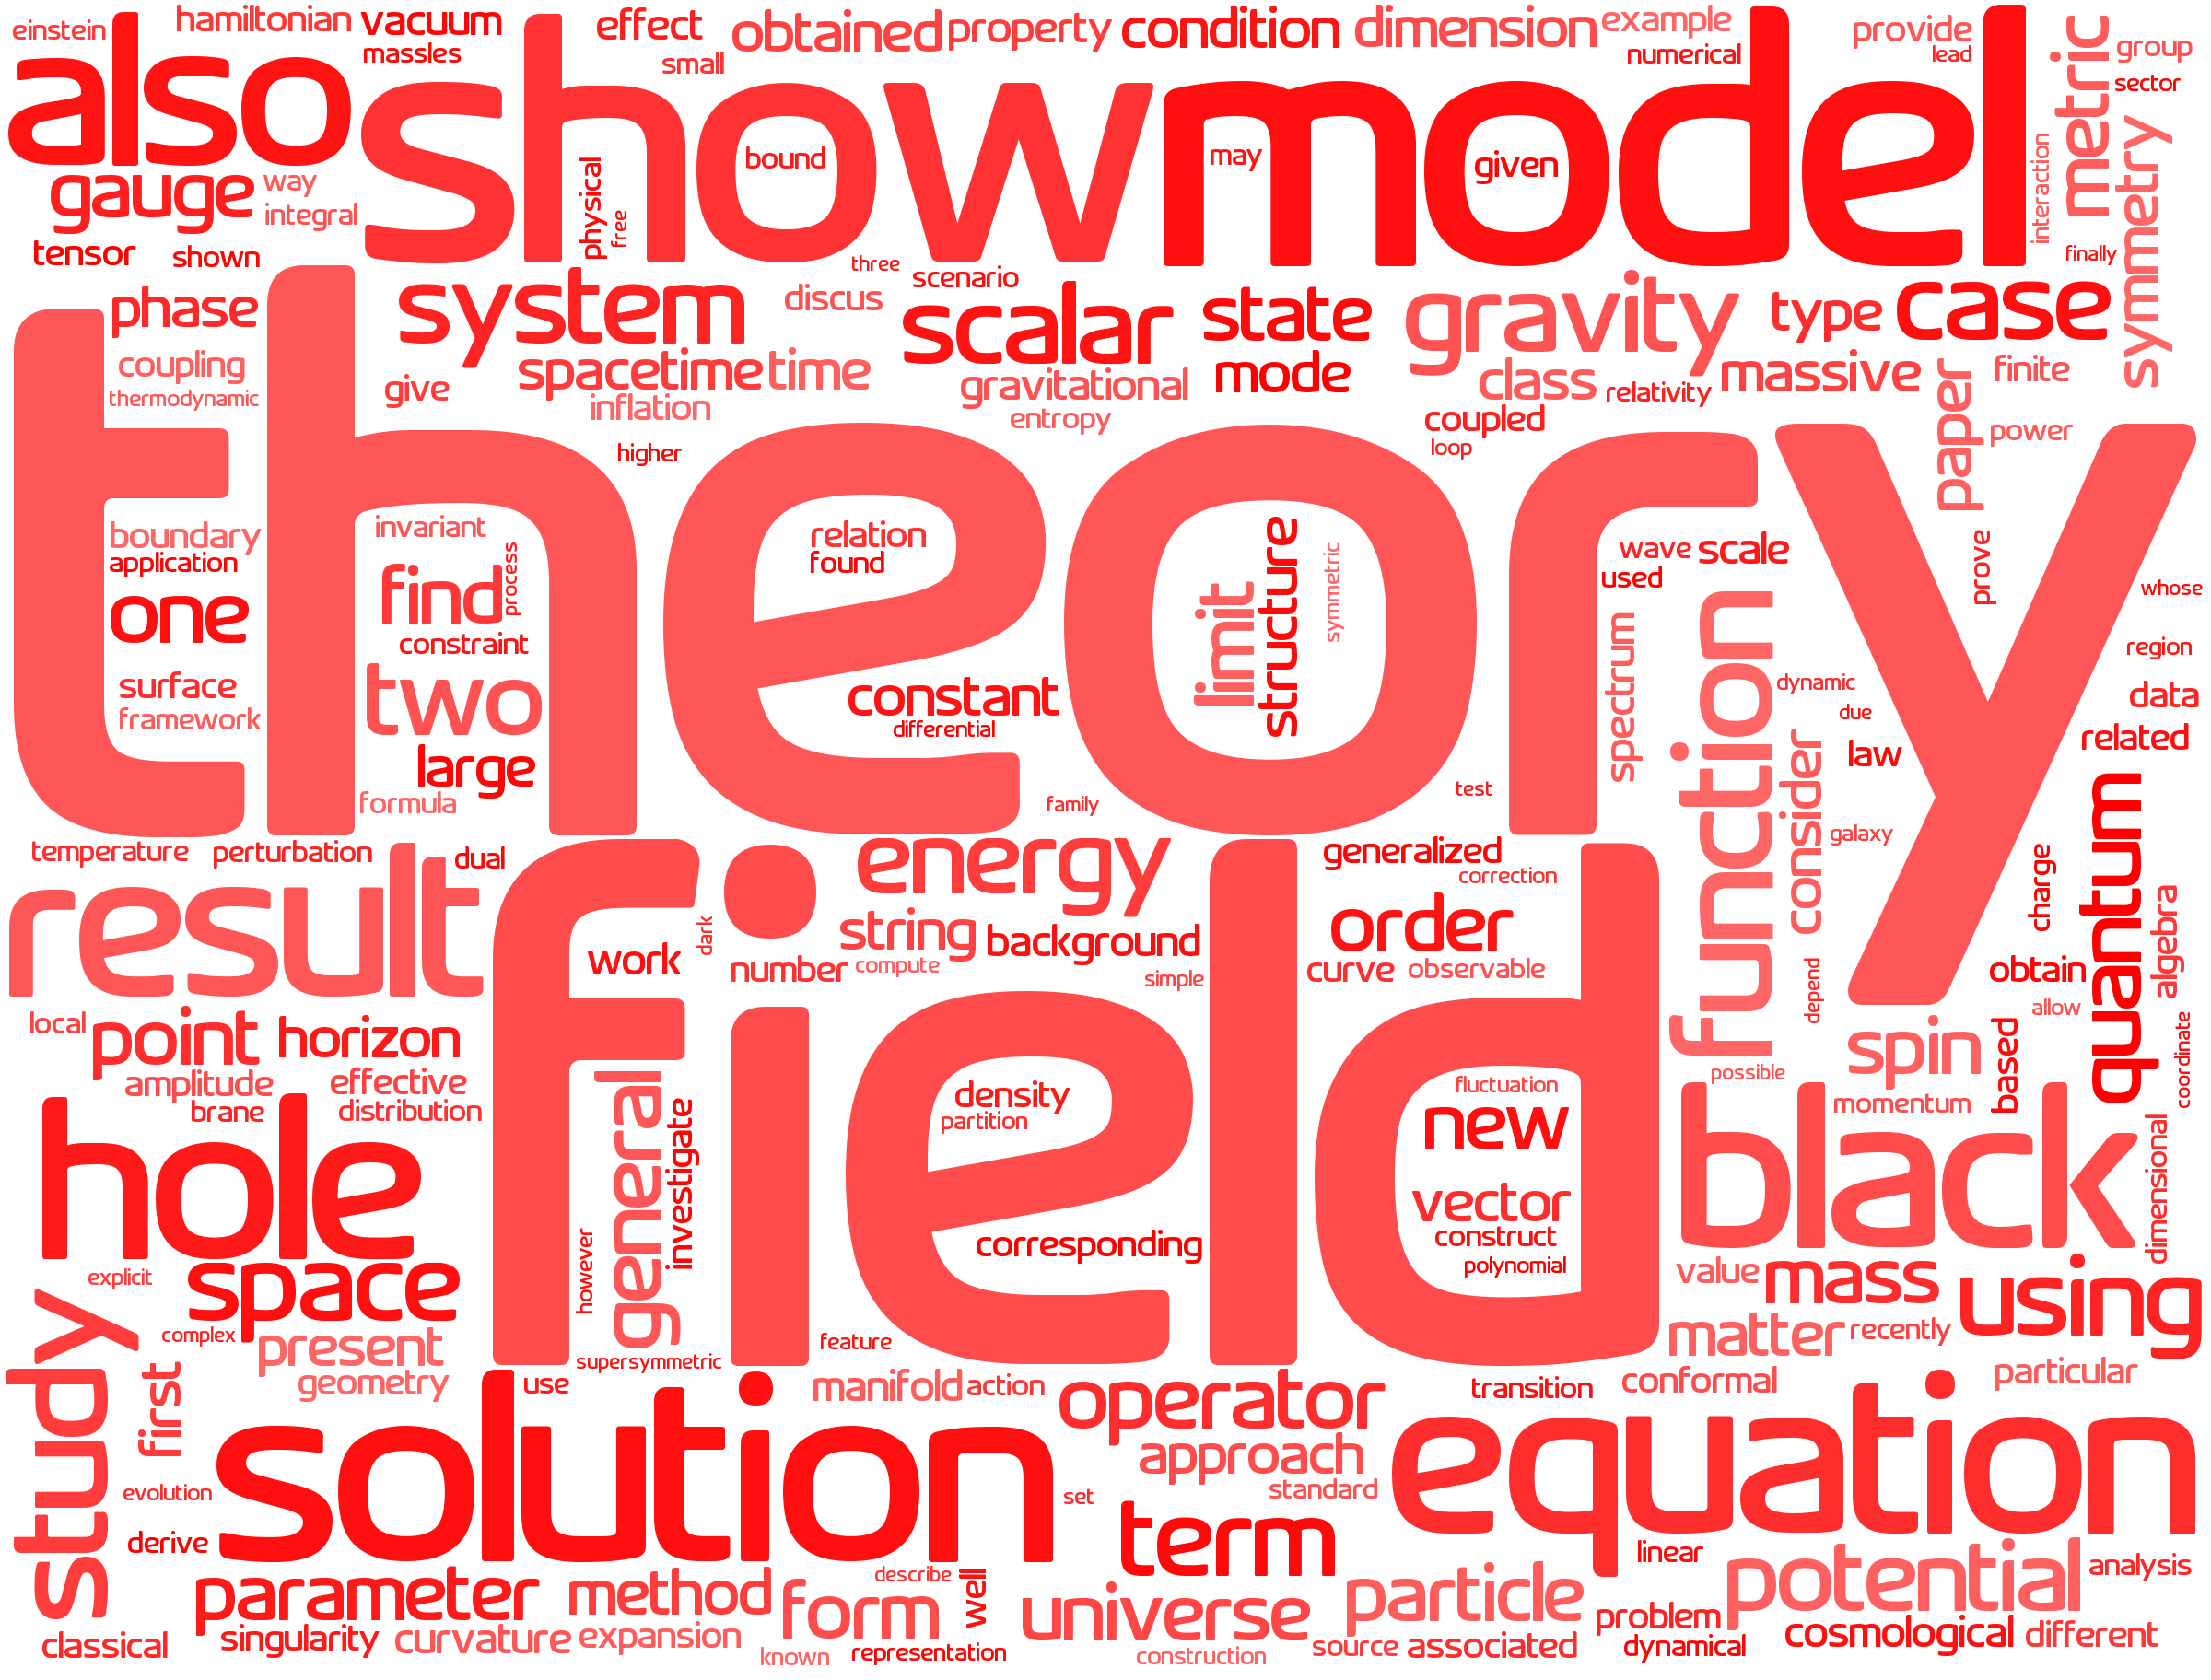 einstein hamiltonian vacuum effect obtained property condition dimension example provide group
massles small numerical lead
also show model metric sector
gauge way bound may given symmetry
integral physical free interaction
tensor shown three finally
phase system discus scenario scalar state gravity type case
coupling spacetime time mode massive finite
thermodynamic give inflation gravitational class relativity
entropy coupled paper power
higher loop
theory
boundary invariant relation structure wave scale
application process found symmetric used prove whose
one find limit
constraint function region
surface two constant spectrum dynamic data
framework differential due
large consider law related
formula family test
temperature perturbation dual energy generalized galaxy quantum
result correction charge
field
work dark string background order algebra
number compute simple curve observable obtain
local point horizon depend allow
spin based coordinate
amplitude effective general density fluctuation possible
brane distribution partition new momentum
hole investigate black dimensional
vector
however corresponding construct
explicit space polynomial value mass using
study complex feature matter recently
present supersymmetric
first geometry use manifold action operator transition conformal particular
solution approach equation
evolution set standard
derive term linear
describe potential analysis
parameter method form well universe particle problem
classical singularity curvature expansion source associated dynamical cosmological different
known representation construction